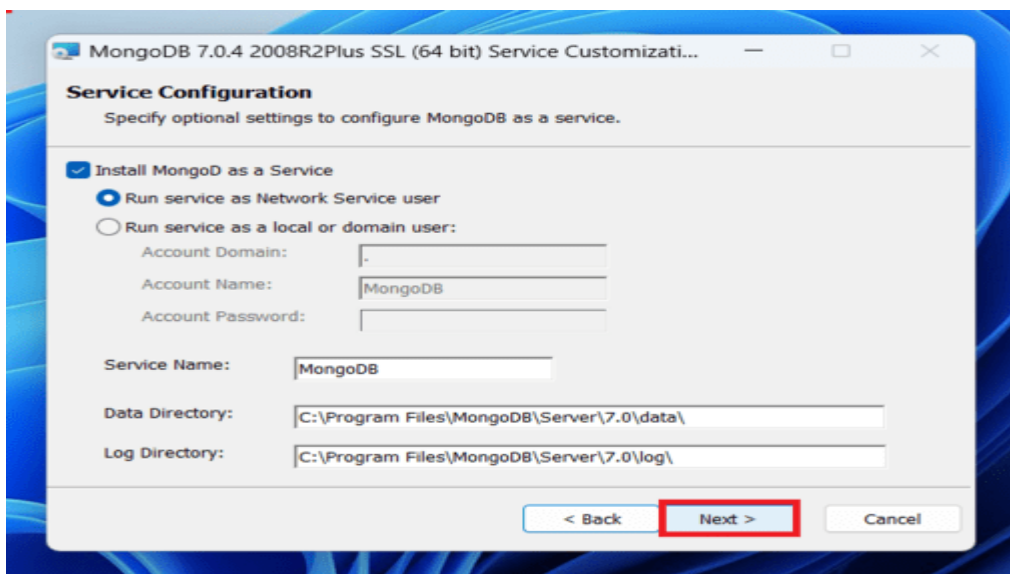 MongoDB 7.0.4 2008R2Plus SSL (64 bit) Service Customizati...
Service Configuration
Specify optional settings to configure MongoDB as a service.
Install MongoD as a Service
Run service as Network Service user
Run service as a local or domain user:
Account Domain: .
Account Name: MongoDB
Account Password:
Service Name: MongoDB
Data Directory: C:\Program Files\MongoDB\Server\7.0\data\
Log Directory: C:\Program Files\MongoDB\Server\7.0\log\
< Back Next > Cancel